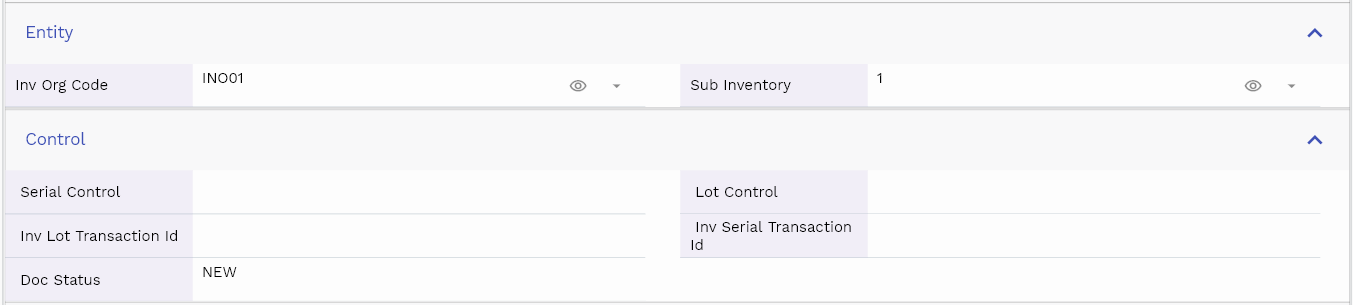 Entity
Inv Org Code INO01 Sub Inventory 1
Control
Serial Control Lot Control
Inv Lot Transaction Id Inv Serial Transaction
Id
Doc Status NEW